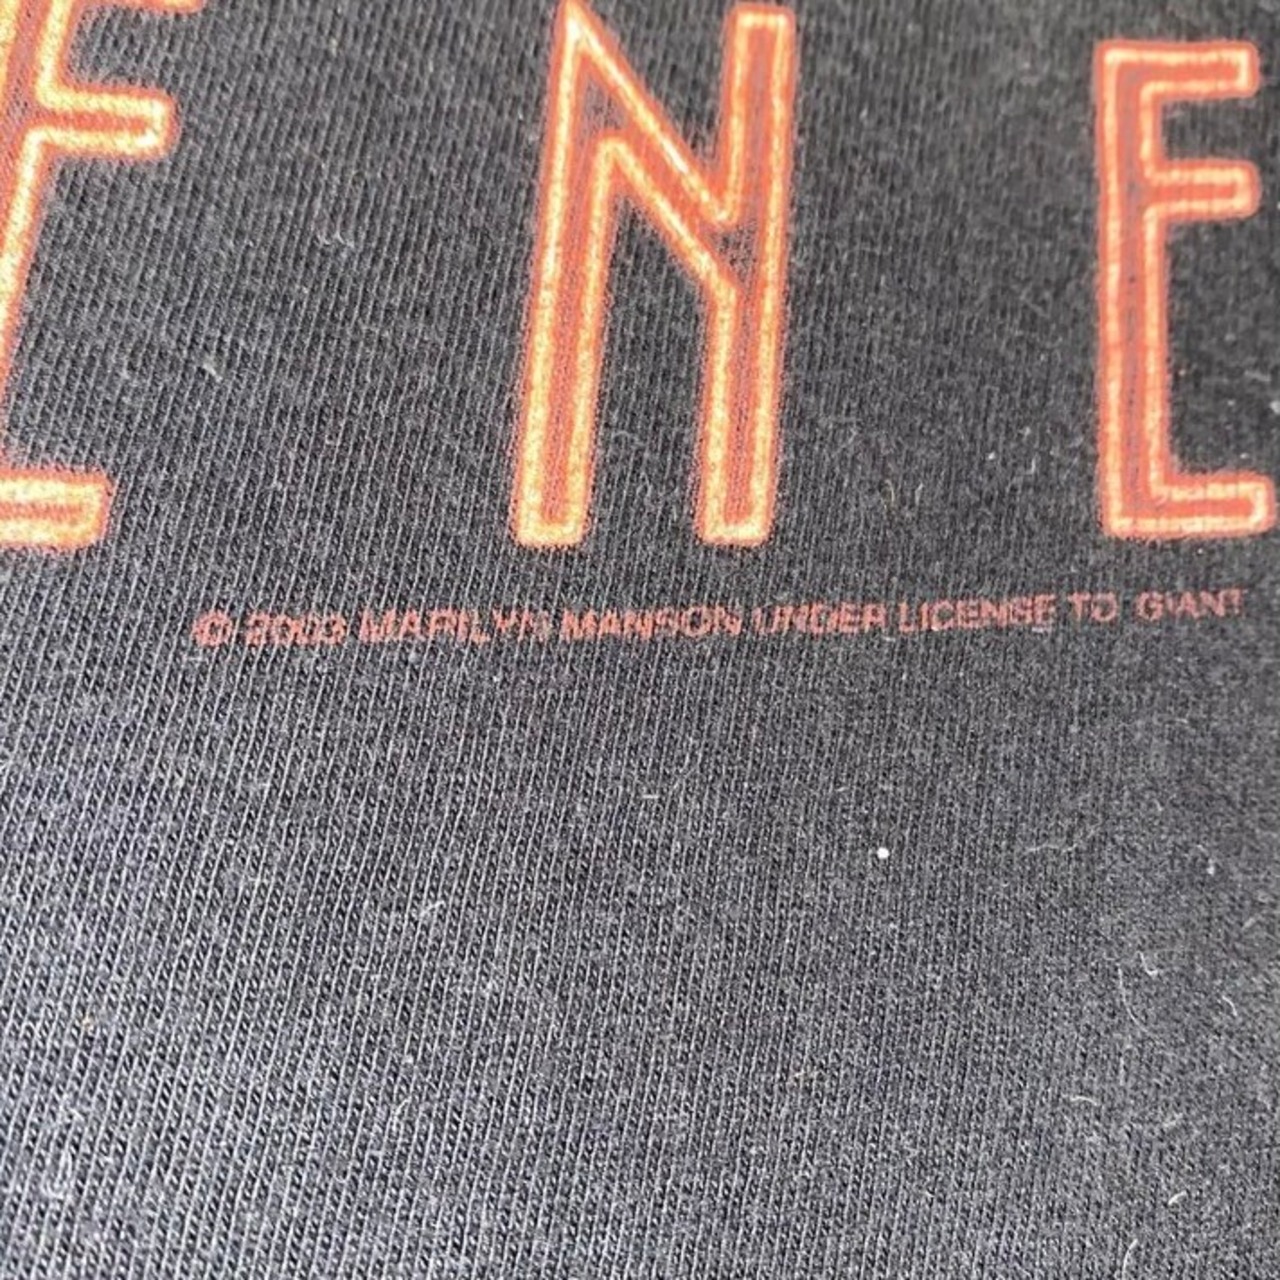 E N E
© 2003 MARILYN MANSON UNDER LICENSE TO GIANT